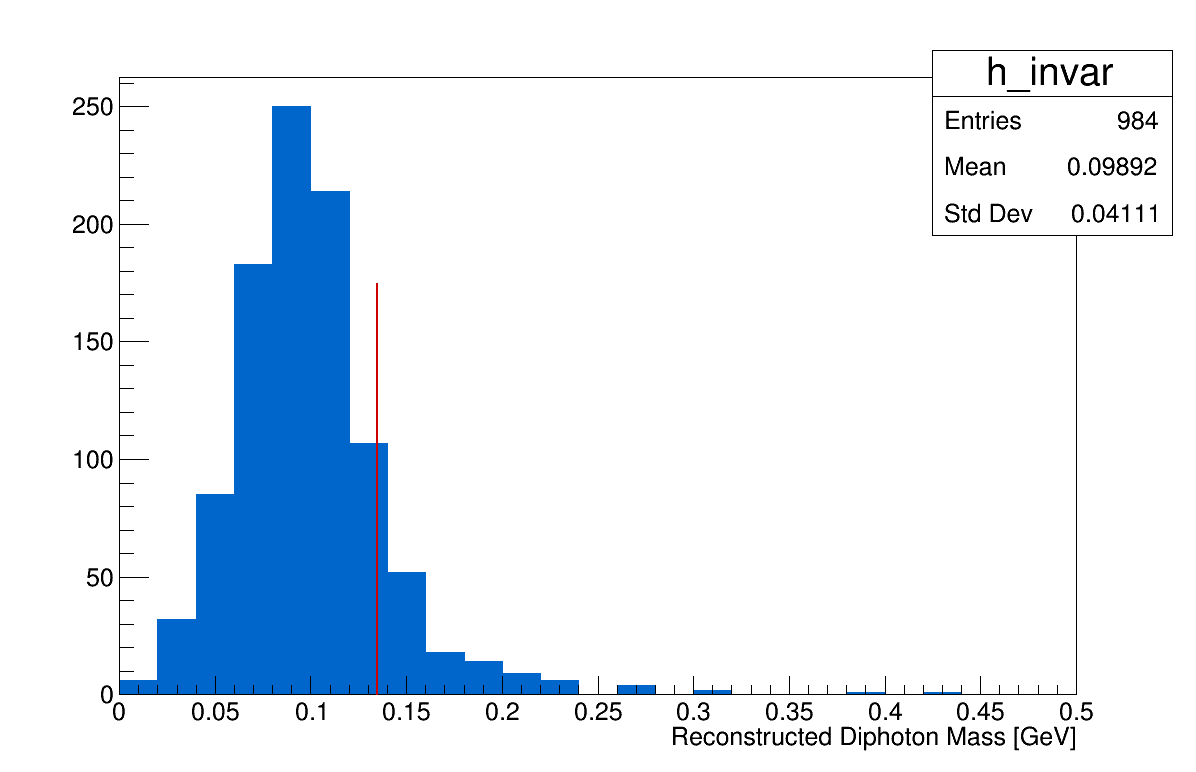 h_invar
Entries 984
Mean 0.09892
Std Dev 0.04111
250
200
150
100
50
0
0 0.05 0.1 0.15 0.2 0.25 0.3 0.35 0.4 0.45 0.5
Reconstructed Diphoton Mass [GeV]